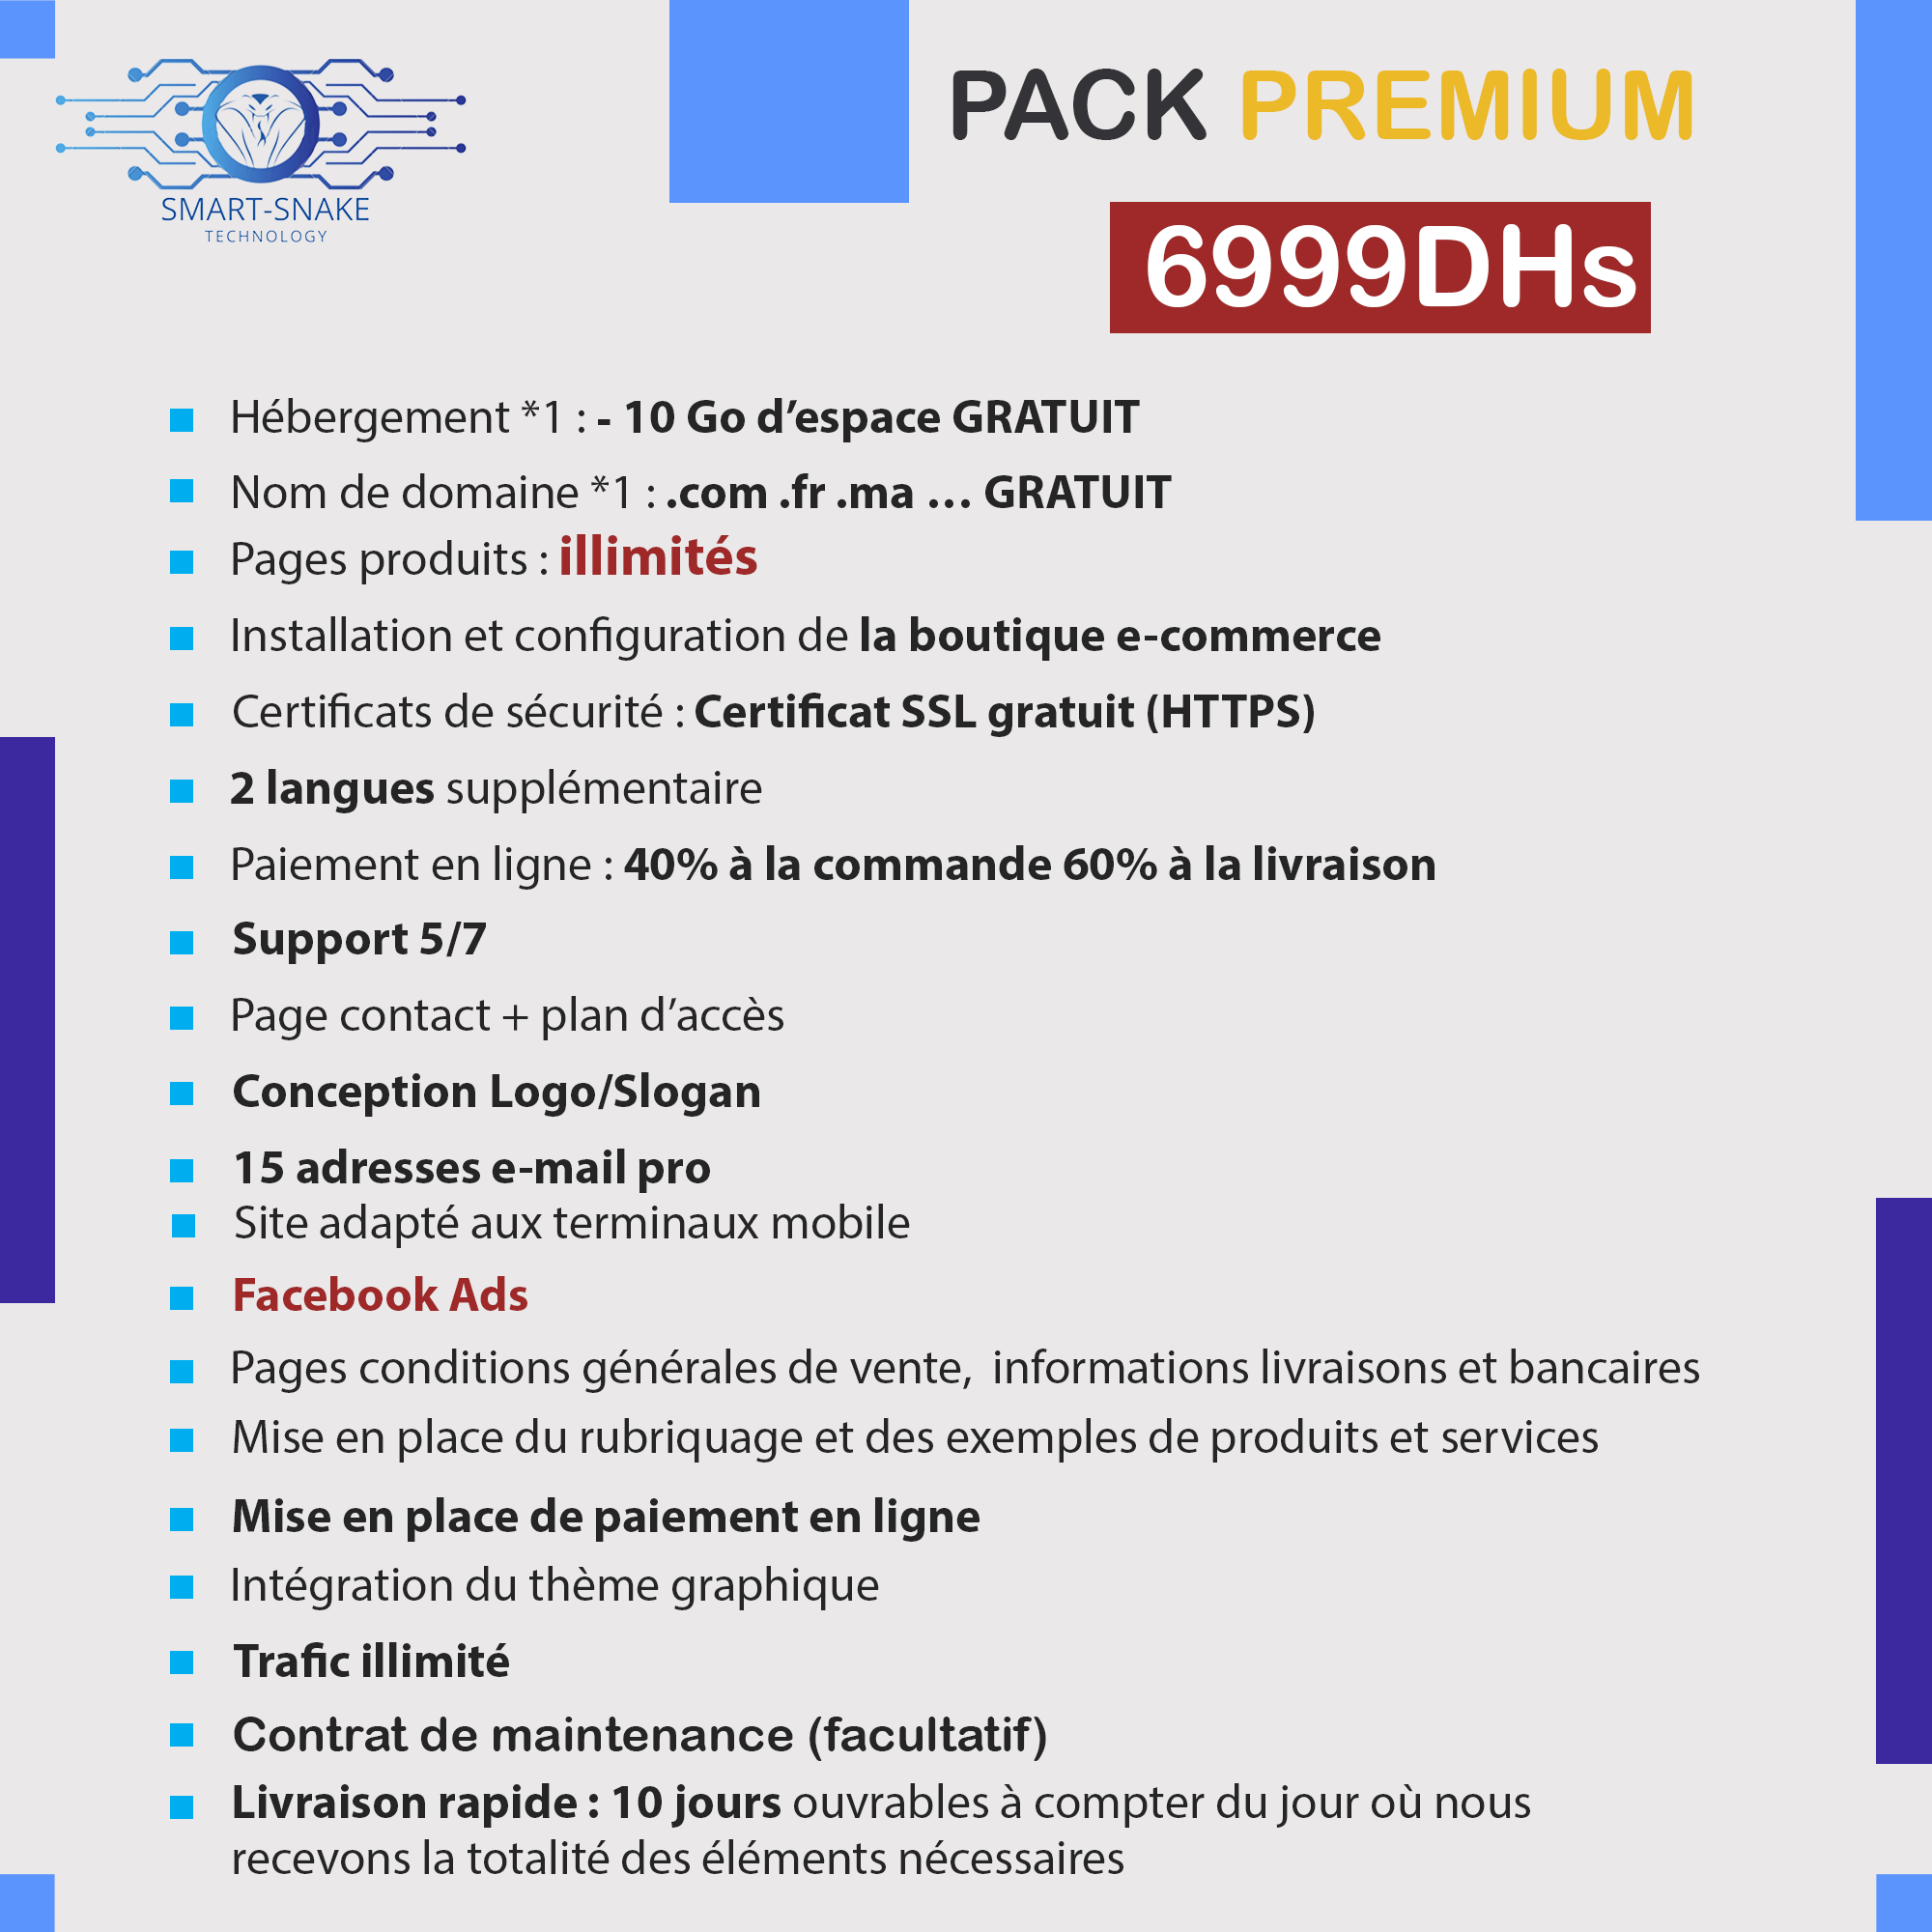 SMART-SNAKE
TECHNOLOGY
PACK PREMIUM
6999DHs
Hébergement *1 : - 10 Go d’espace GRATUIT
Nom de domaine *1 : .com .fr .ma … GRATUIT
Pages produits : illimités
Installation et configuration de la boutique e-commerce
Certificats de sécurité : Certificat SSL gratuit (HTTPS)
2 langues supplémentaire
Paiement en ligne : 40% à la commande 60% à la livraison
Support 5/7
Page contact + plan d’accès
Conception Logo/Slogan
15 adresses e-mail pro
Site adapté aux terminaux mobile
Facebook Ads
Pages conditions générales de vente, informations livraisons et bancaires
Mise en place du rubriquage et des exemples de produits et services
Mise en place de paiement en ligne
Intégration du thème graphique
Trafic illimité
Contrat de maintenance (facultatif)
Livraison rapide : 10 jours ouvrables à compter du jour où nous
recevons la totalité des éléments nécessaires